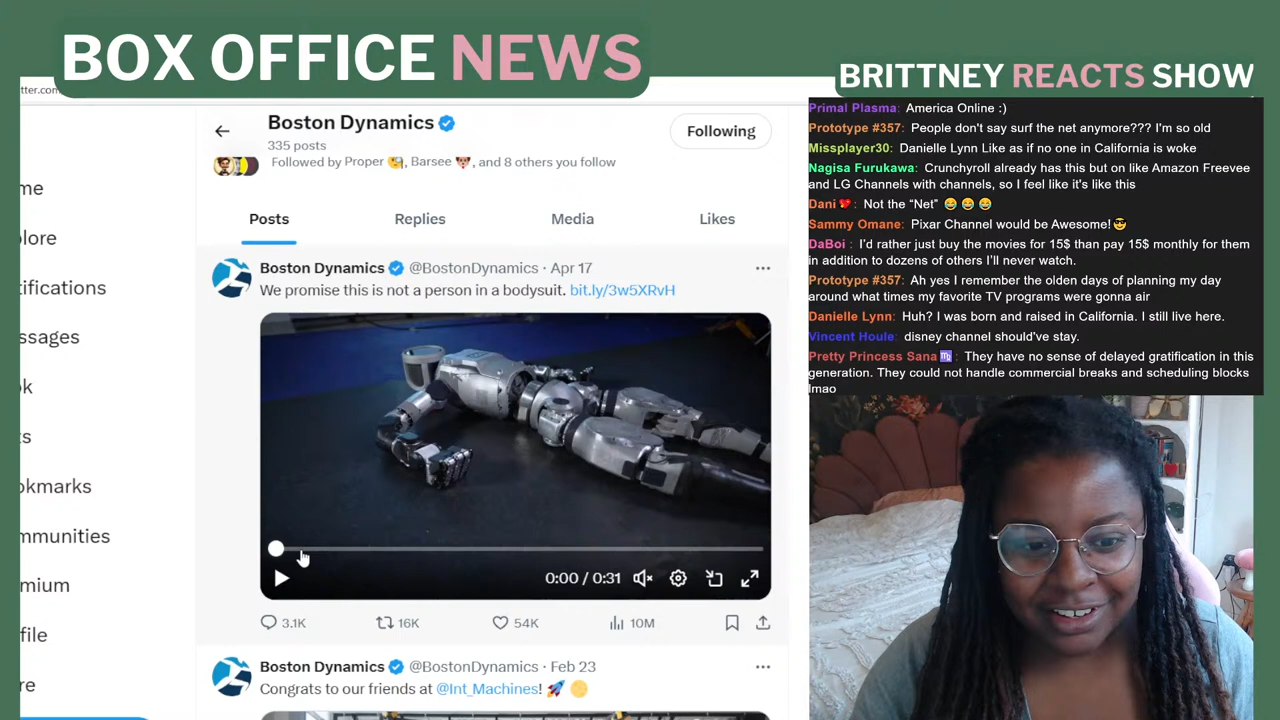 BOX OFFICE NEWS
BRITTNEY REACTS SHOW
tter.com
Boston Dynamics
335 posts
Following
Followed by Proper 🧐, Barsee 🐮, and 8 others you follow
Posts
Replies
Media
Likes
me
lore
ifications
ssages
ok
ts
okmarks
mmunities
mium
file
re
Boston Dynamics @BostonDynamics · Apr 17
We promise this is not a person in a bodysuit. bit.ly/3w5XRvH
0:00 / 0:31
3.1K
16K
54K
10M
Boston Dynamics @BostonDynamics · Feb 23
Congrats to our friends at @Int_Machines! 🚀 🌕
Primal Plasma: America Online :)
Prototype #357: People don't say surf the net anymore??? I'm so old
Missplayer30: Danielle Lynn Like as if no one in California is woke
Nagisa Furukawa: Crunchyroll already has this but on like Amazon Freevee
and LG Channels with channels, so I feel like it's like this
Dani 💘: Not the “Net” 😂 😂 😂
Sammy Omane: Pixar Channel would be Awesome!😎
DaBoi : I’d rather just buy the movies for 15$ than pay 15$ monthly for them
in addition to dozens of others I’ll never watch.
Prototype #357: Ah yes I remember the olden days of planning my day
around what times my favorite TV programs were gonna air
Danielle Lynn: Huh? I was born and raised in California. I still live here.
Vincent Houle: disney channel should've stay.
Pretty Princess Sana ♍ : They have no sense of delayed gratification in this
generation. They could not handle commercial breaks and scheduling blocks
lmao